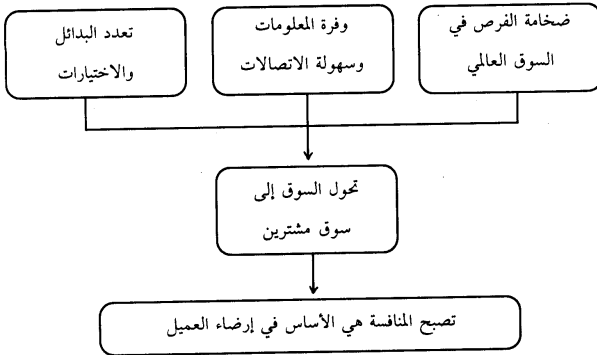 ضخامة الفرص في
السوق العالمي
وفرة المعلومات
وسهولة الاتصالات
تعدد البدائل
والاختيارات
تحول السوق إلى
سوق مشترين
تصبح المنافسة هي الأساس في إرضاء العميل